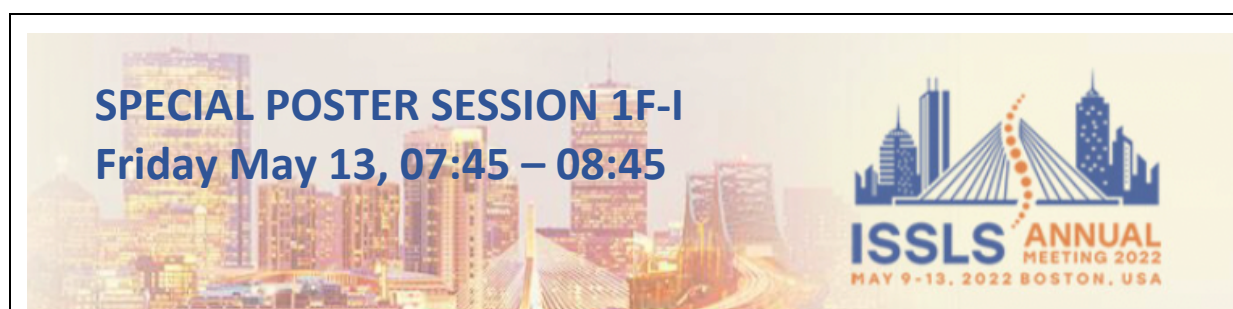 SPECIAL POSTER SESSION 1F-I
Friday May 13, 07:45 – 08:45
ISSLS ANNUAL
MEETING 2022
MAY 9-13, 2022 BOSTON, USA